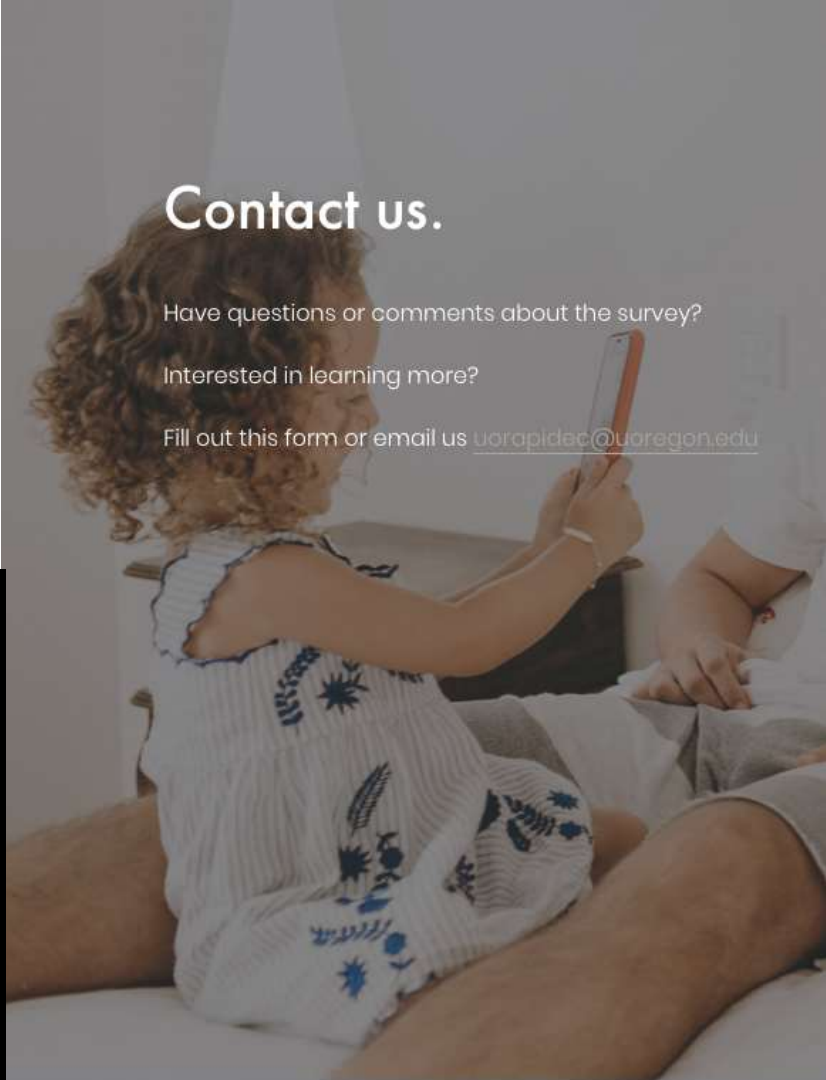 Contact us.
Have questions or comments about the survey?
Interested in learning more?
Fill out this form or email us uorapidec@uoregon.edu